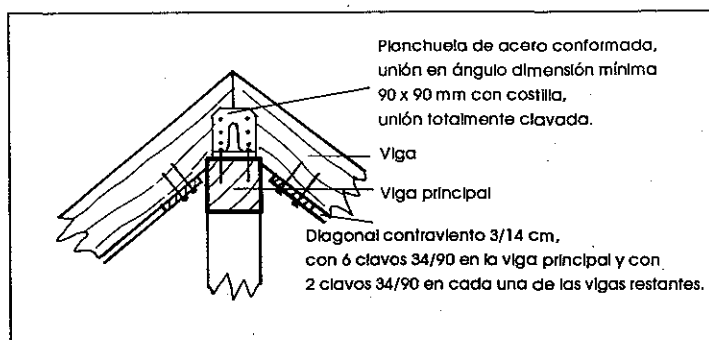 Planchuela de acero conformada,
unión en ángulo dimensión mínima
90 x 90 mm con costilla,
unión totalmente clavada.
Viga
Viga principal
Diagonal contraviento 3/14 cm,
con 6 clavos 34/90 en la viga principal y con
2 clavos 34/90 en cada una de las vigas restantes.